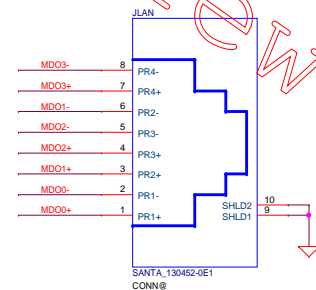 JLAN
MDO3- 8 PR4-
MDO3+ 7 PR4+
MDO1- 6 PR2-
MDO2- 5 PR3-
MDO2+ 4 PR3+
MDO1+ 3 PR2+
MDO0- 2 PR1-
MDO0+ 1 PR1+
SHLD2 10
SHLD1 9
SANTA_130452-0E1
CONN@